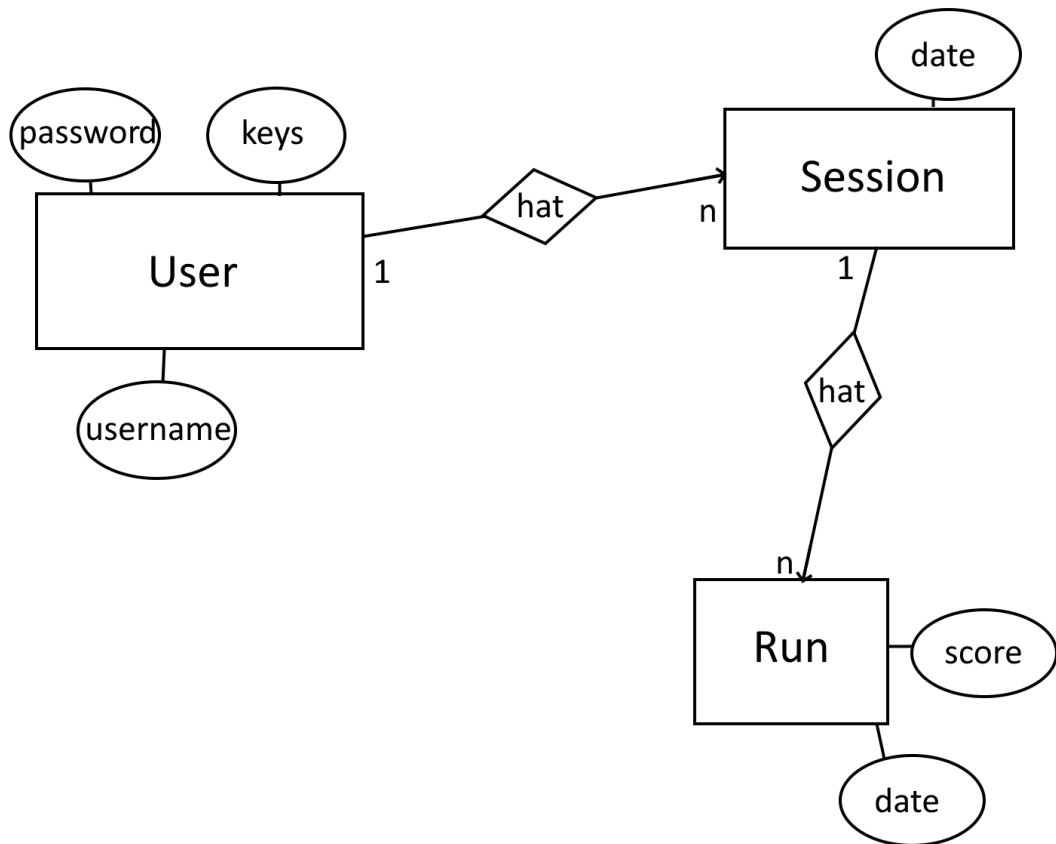 date
password
keys
Session
hat
n
User
1
1
hat
username
n
Run
score
date